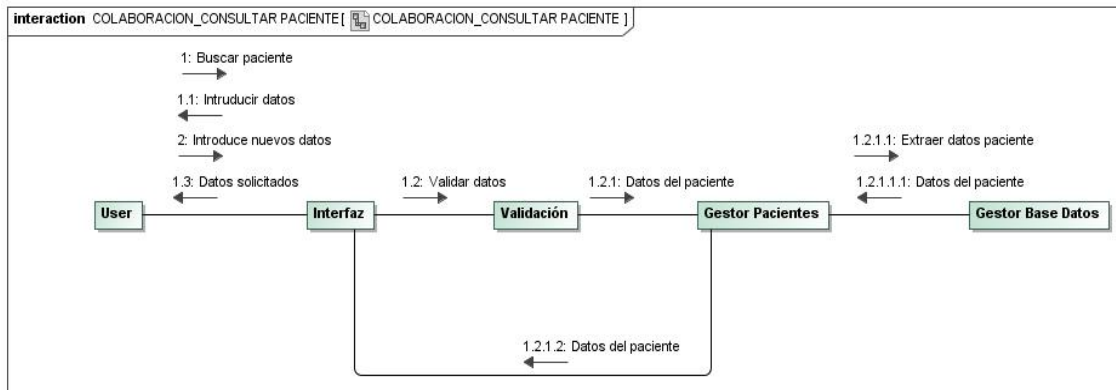 interaction COLABORACION_CONSULTAR PACIENTE [ COLABORACION_CONSULTAR PACIENTE ]
1: Buscar paciente
1.1: Intruducir datos
2: Introduce nuevos datos
1.3: Datos solicitados
1.2: Validar datos
1.2.1: Datos del paciente
1.2.1.1: Extraer datos paciente
1.2.1.1.1: Datos del paciente
User
Interfaz
Validación
Gestor Pacientes
Gestor Base Datos
1.2.1.2: Datos del paciente